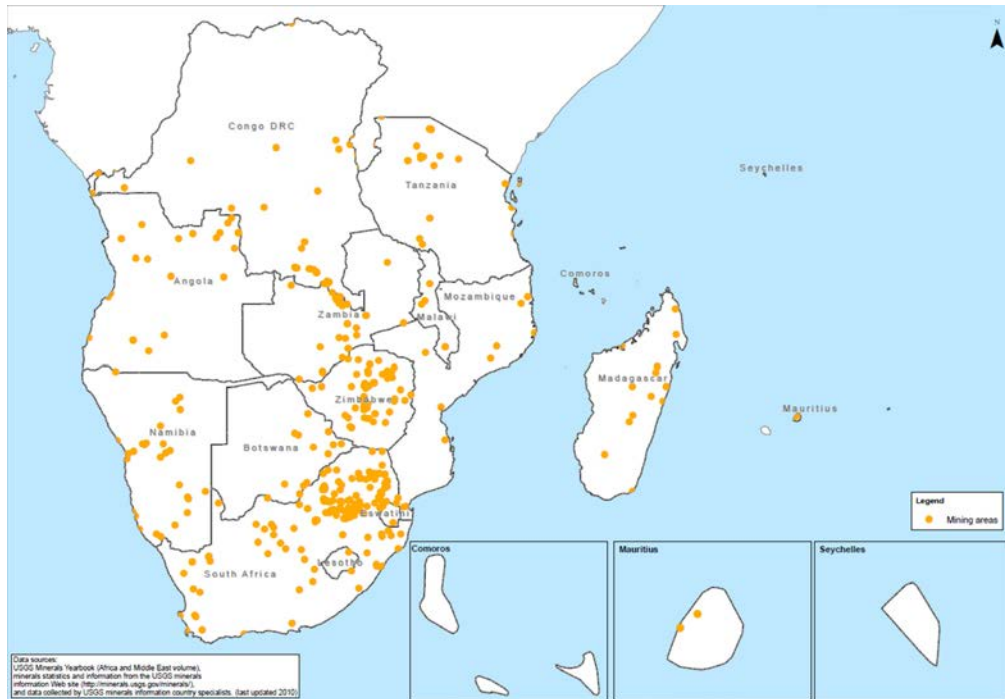 N
Congo DRC
Tanzania
Seychelles
Comoros
Angola
Mozambique
Zambia
Malawi
Madagascar
Zimbabwe
Mauritius
Namibia
Botswana
Eswatini
Lesotho
South Africa
Legend
Mining areas
Comoros
Mauritius
Seychelles
Data sources:
USGS Minerals Yearbook (Africa and Middle East volume),
minerals statistics and information from the USGS minerals
information Web site (http://minerals.usgs.gov/minerals/),
and data collected by USGS minerals information country specialists. (last updated 2010)